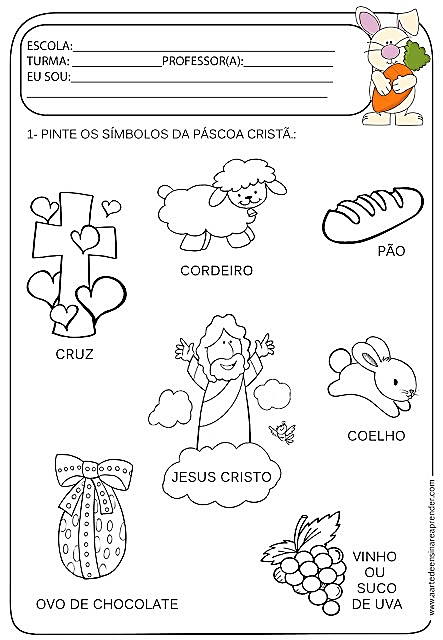 ESCOLA:
TURMA: PROFESSOR(A):
EU SOU:
1- PINTE OS SÍMBOLOS DA PÁSCOA CRISTÃ.:
CORDEIRO
PÃO
CRUZ
COELHO
JESUS CRISTO
OVO DE CHOCOLATE
VINHO
OU
SUCO
DE UVA
www.aartedeensinareaprender.com